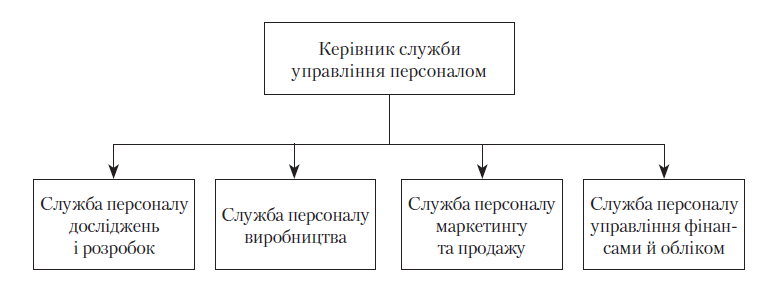 Керівник служби
управління персоналом
Служба персоналу
досліджень
і розробок
Служба персоналу
виробництва
Служба персоналу
маркетингу
та продажу
Служба персоналу
управління фінан-
сами й обліком